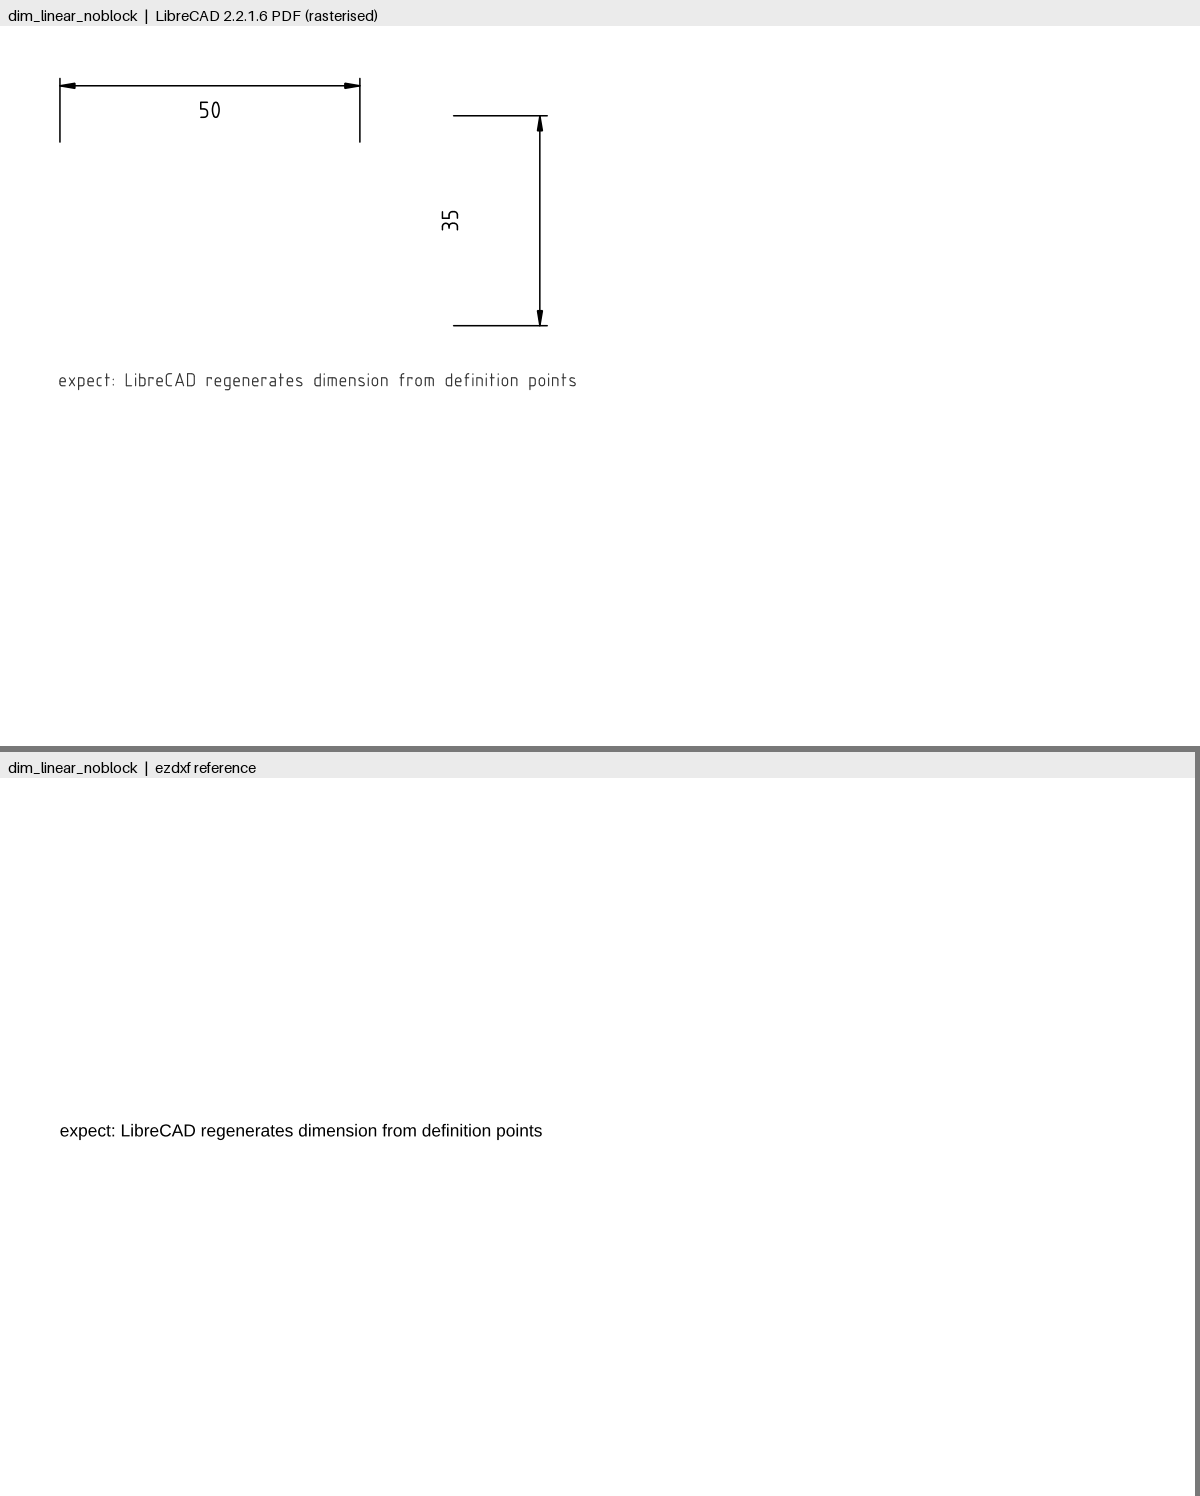 dim_linear_noblock | LibreCAD 2.2.1.6 PDF (rasterised)
50
35
expect: LibreCAD regenerates dimension from definition points
dim_linear_noblock | ezdxf reference
expect: LibreCAD regenerates dimension from definition points